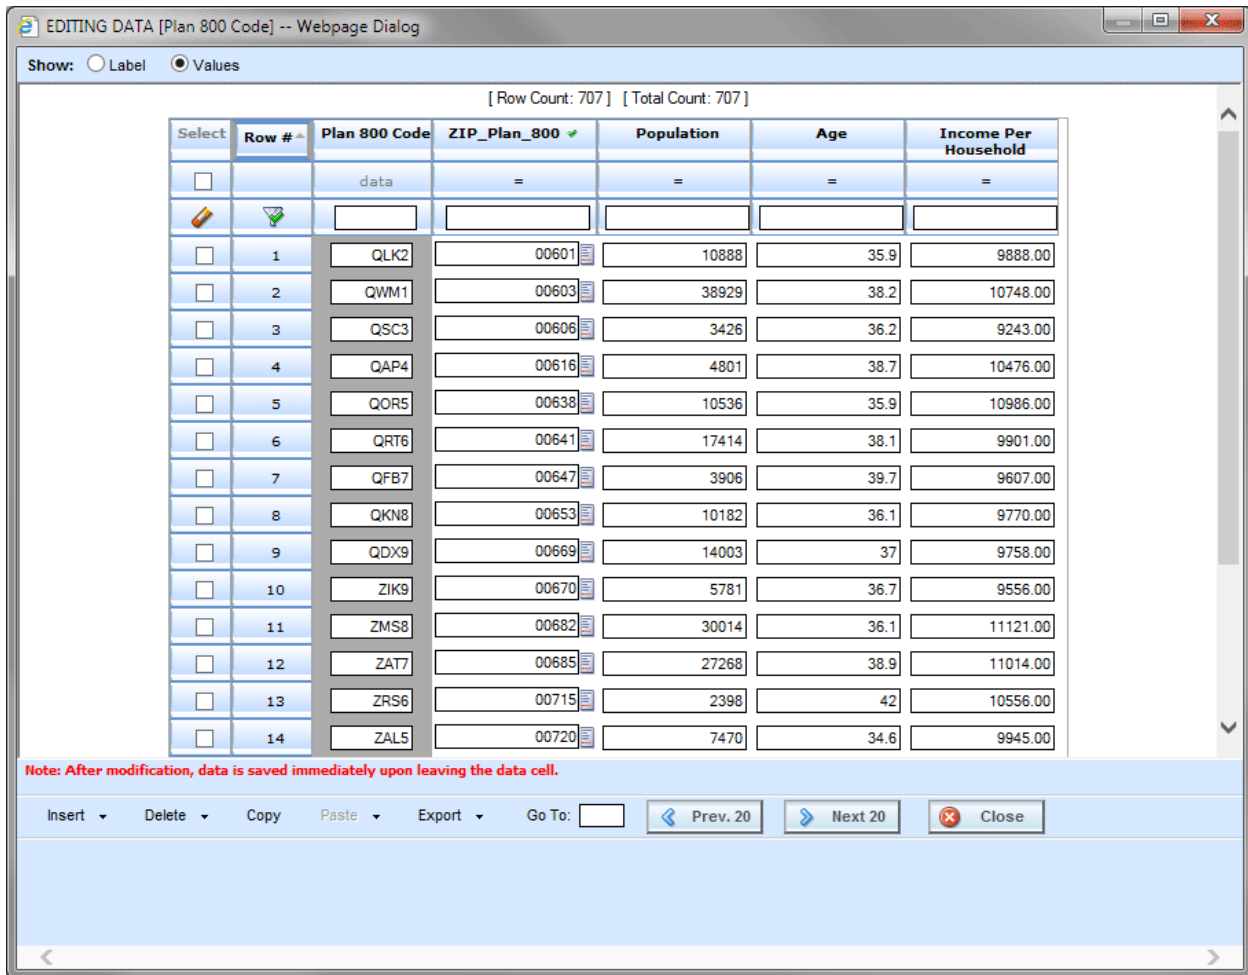 EDITING DATA [Plan 800 Code] -- Webpage Dialog
Show: Label Values
[ Row Count: 707 ] [ Total Count: 707 ]
Select Row # Plan 800 Code ZIP_Plan_800 Population Age Income Per Household
data = = = =
1 QLK2 00601 10888 35.9 9888.00
2 QWM1 00603 38929 38.2 10748.00
3 QSC3 00606 3426 36.2 9243.00
4 QAP4 00616 4801 38.7 10476.00
5 QOR5 00638 10536 35.9 10986.00
6 QRT6 00641 17414 38.1 9901.00
7 QFB7 00647 3906 39.7 9607.00
8 QKN8 00653 10182 36.1 9770.00
9 QDX9 00669 14003 37 9758.00
10 ZIK9 00670 5781 36.7 9556.00
11 ZMS8 00682 30014 36.1 11121.00
12 ZAT7 00685 27268 38.9 11014.00
13 ZRS6 00715 2398 42 10556.00
14 ZAL5 00720 7470 34.6 9945.00
Note: After modification, data is saved immediately upon leaving the data cell.
Insert Delete Copy Paste Export Go To: Prev. 20 Next 20 Close